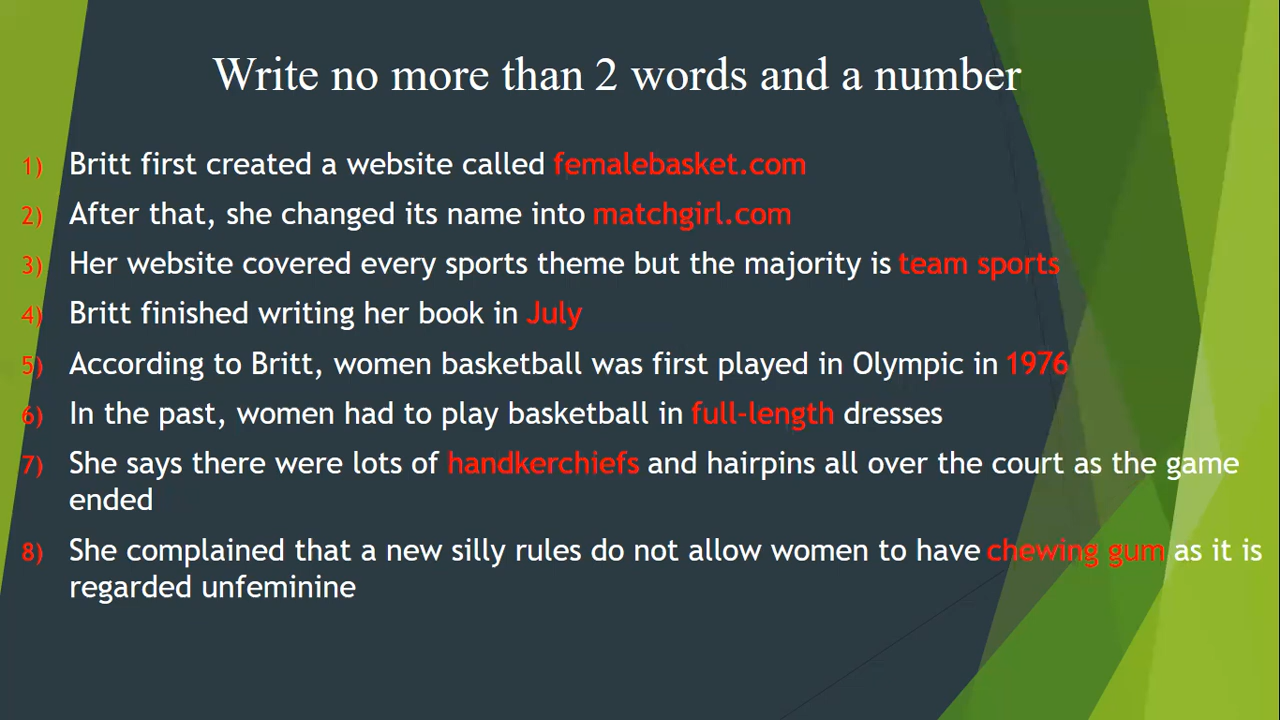 Write no more than 2 words and a number
1) Britt first created a website called femalebasket.com
2) After that, she changed its name into matchgirl.com
3) Her website covered every sports theme but the majority is team sports
4) Britt finished writing her book in July
5) According to Britt, women basketball was first played in Olympic in 1976
6) In the past, women had to play basketball in full-length dresses
7) She says there were lots of handkerchiefs and hairpins all over the court as the game
ended
8) She complained that a new silly rules do not allow women to have chewing gum as it is
regarded unfeminine